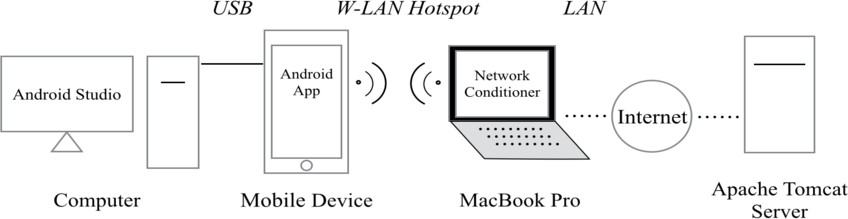 USB
W-LAN Hotspot
LAN
Android Studio
Android
App
Network
Conditioner
Internet
Computer
Mobile Device
MacBook Pro
Apache Tomcat
Server